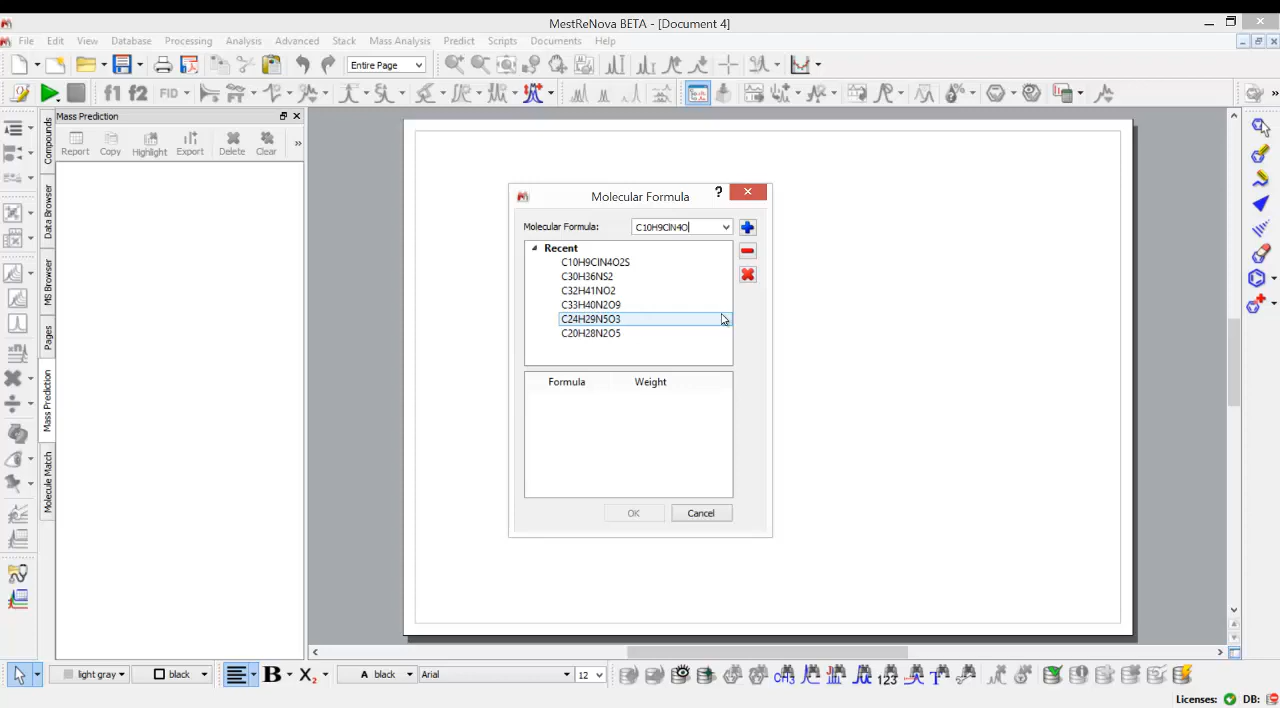 MestReNova BETA - [Document 4]
File Edit View Database Processing Analysis Advanced Stack Mass Analysis Predict Scripts Documents Help
Entire Page
f1 f2 FID
Mass Prediction
Report Copy Highlight Export Delete Clear »
Compounds
Data Browser
MS Browser
Pages
Mass Prediction
Molecule Match
Molecular Formula
Molecular Formula: C10H9ClN4O
Recent
C10H9ClN4O2S
C30H36NS2
C32H41NO2
C33H40N2O9
C24H29N5O3
C20H28N2O5
Formula Weight
OK Cancel
light gray black B X2 A black Arial 12 CH3 123 T
Licenses: DB: